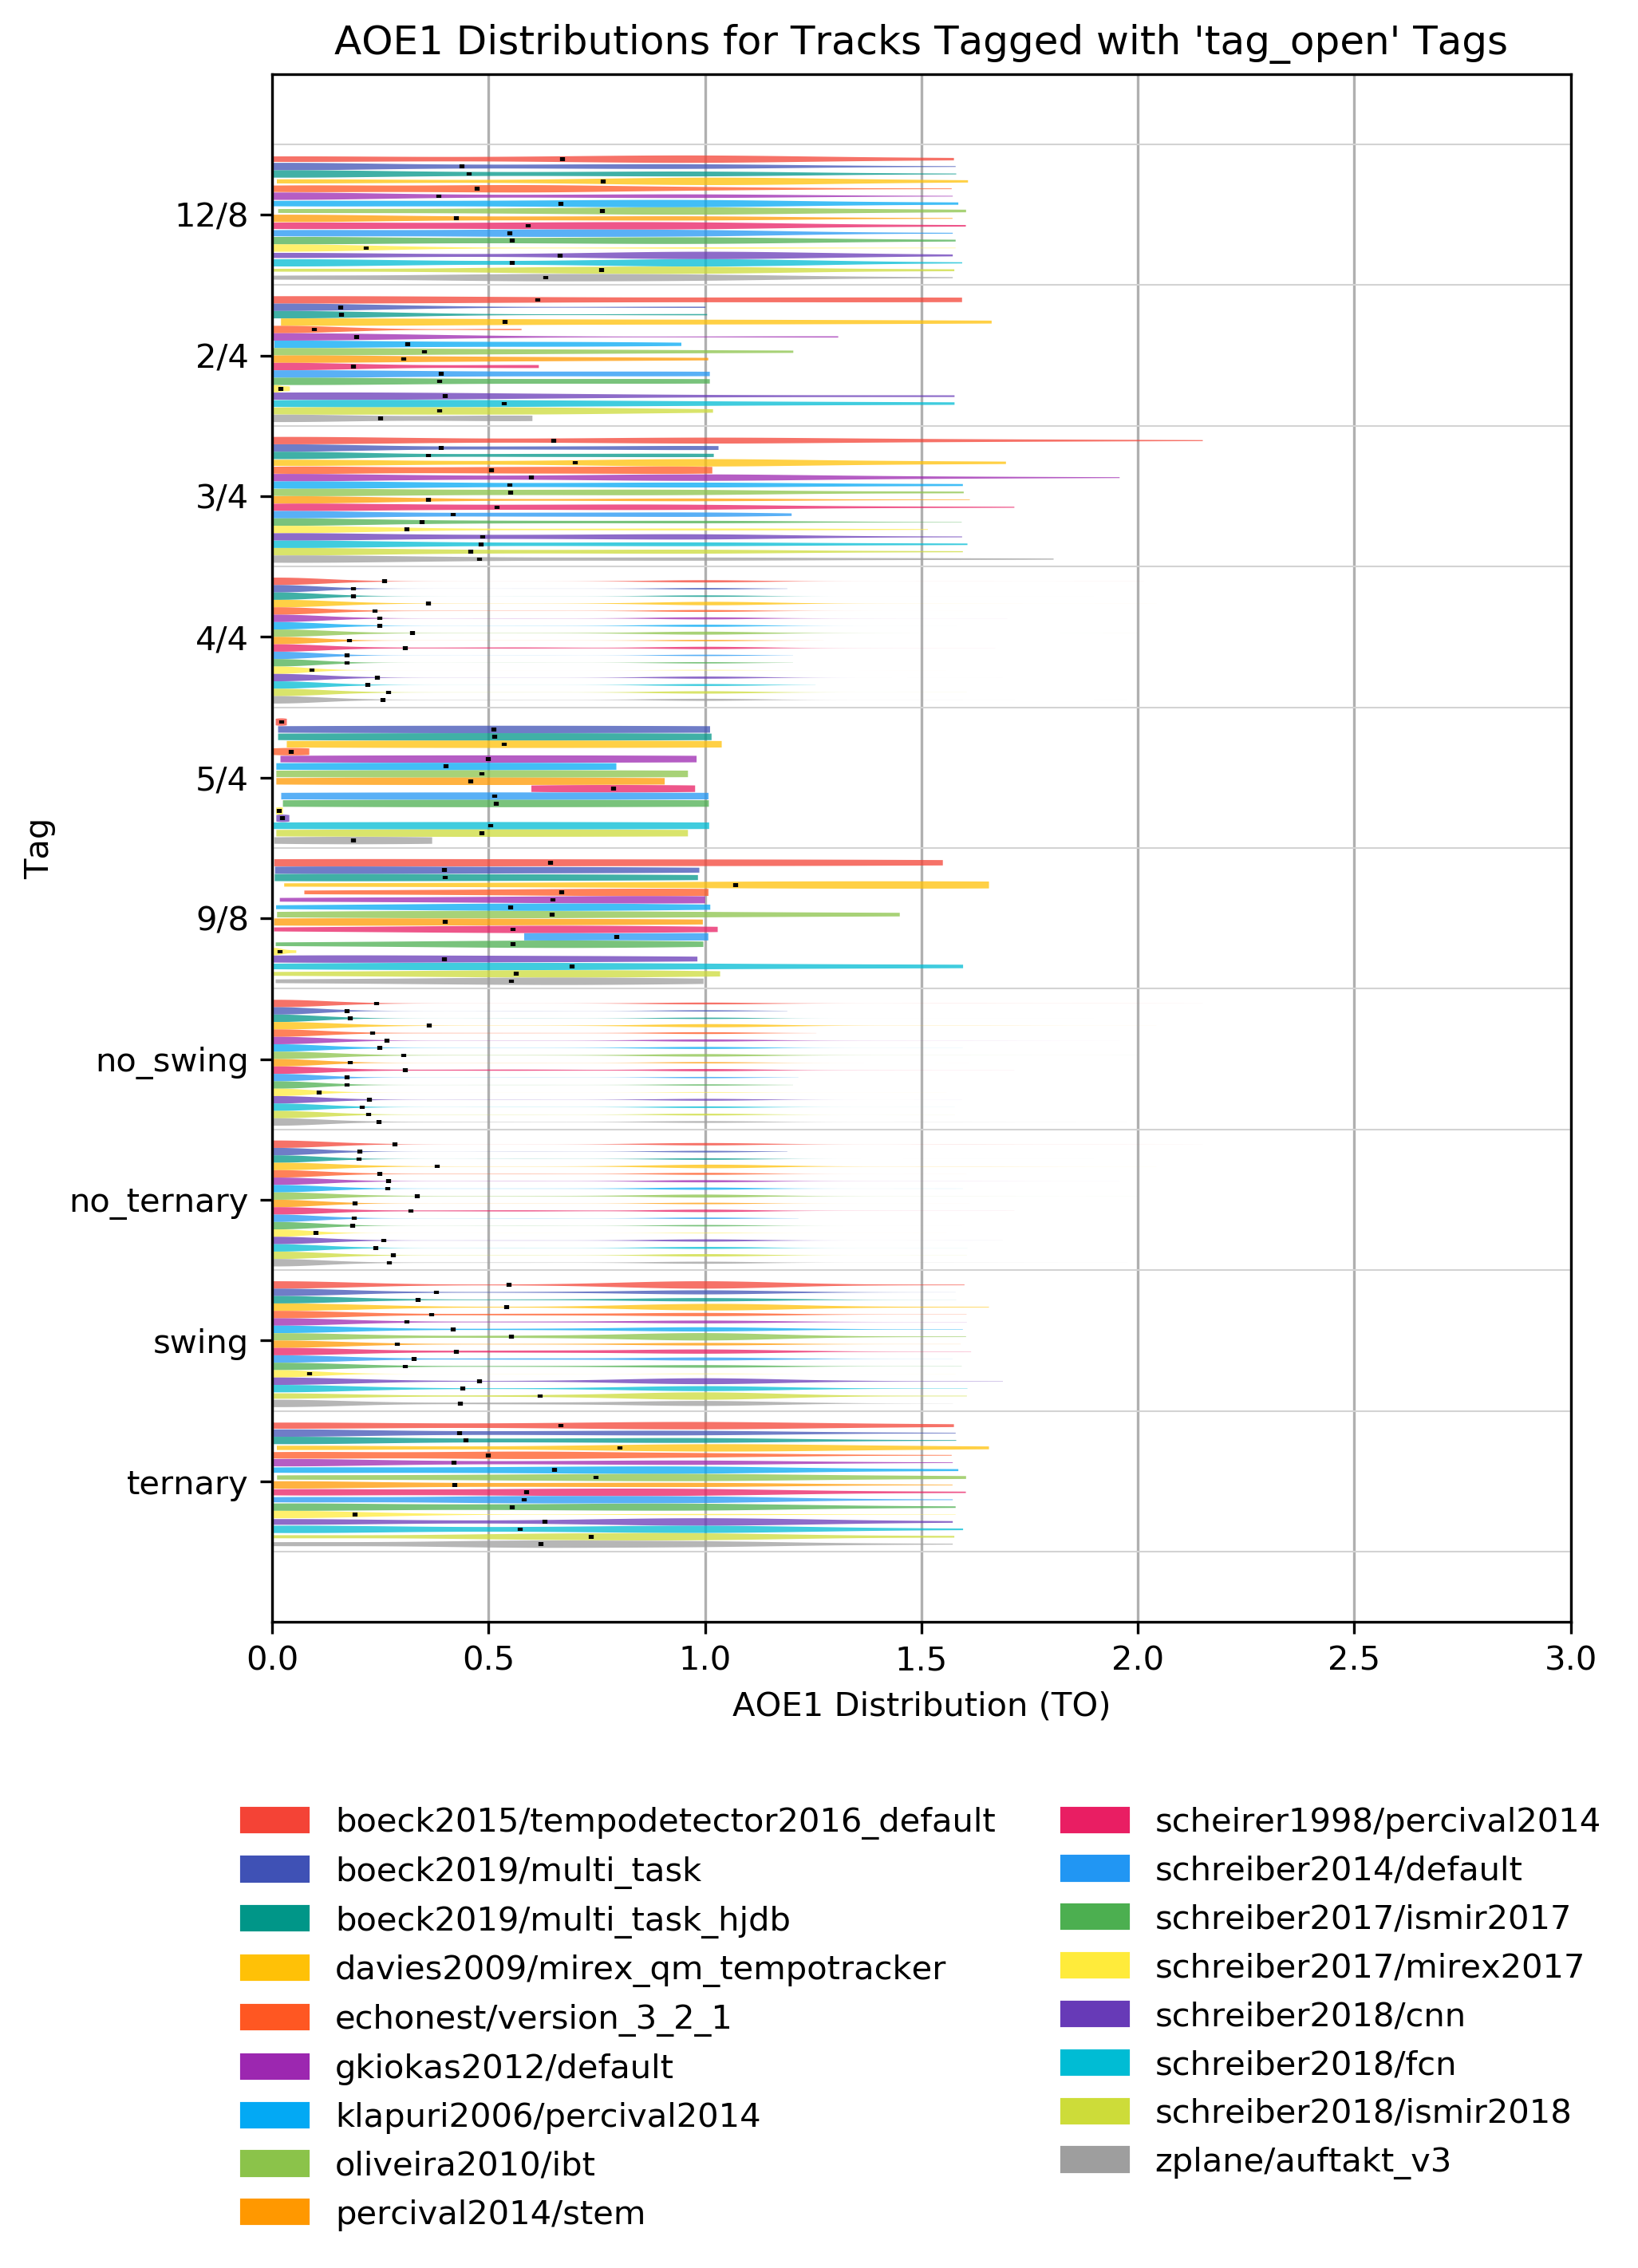 AOE1 Distributions for Tracks Tagged with 'tag_open' Tags
12/8
2/4
3/4
4/4
5/4
9/8
no_swing
no_ternary
swing
ternary
Tag
0.0 0.5 1.0 1.5 2.0 2.5 3.0
AOE1 Distribution (TO)
boeck2015/tempodetector2016_default
boeck2019/multi_task
boeck2019/multi_task_hjdb
davies2009/mirex_qm_tempotracker
echonest/version_3_2_1
gkiokas2012/default
klapuri2006/percival2014
oliveira2010/ibt
percival2014/stem
scheirer1998/percival2014
schreiber2014/default
schreiber2017/ismir2017
schreiber2017/mirex2017
schreiber2018/cnn
schreiber2018/fcn
schreiber2018/ismir2018
zplane/auftakt_v3